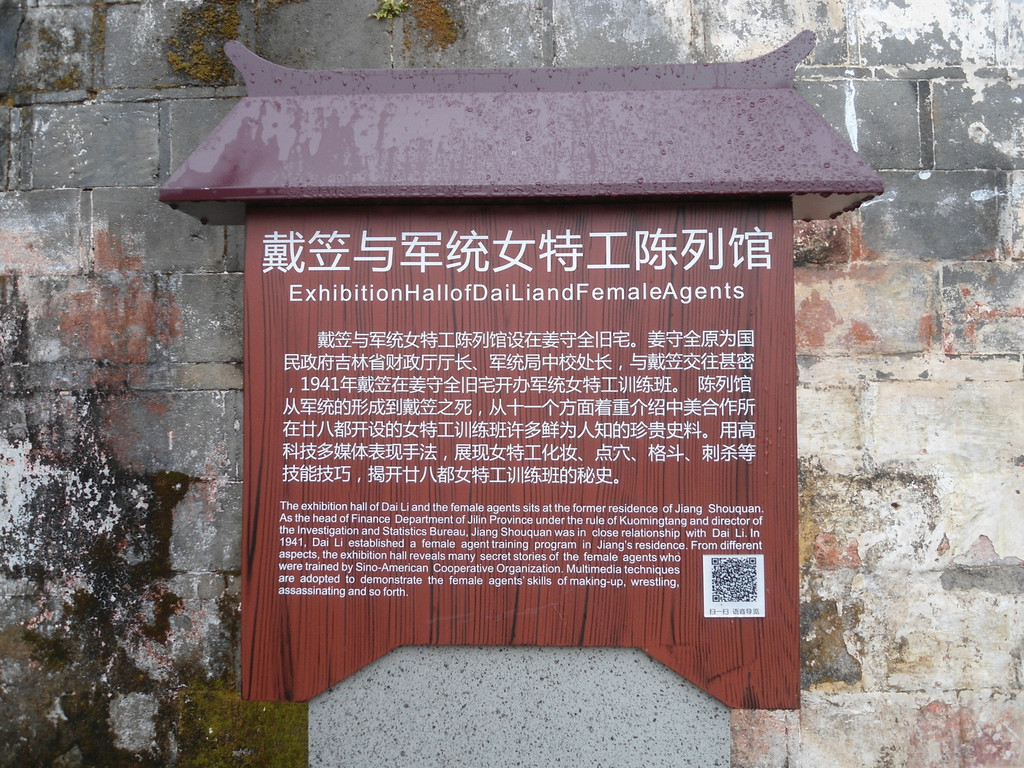 戴笠与军统女特工陈列馆
ExhibitionHallofDaiLiandFemaleAgents
戴笠与军统女特工陈列馆设在姜守全旧宅。姜守全原为国
民政府吉林省财政厅厅长、军统局中校处长，与戴笠交往甚密
，1941年戴笠在姜守全旧宅开办军统女特工训练班。 陈列馆
从军统的形成到戴笠之死，从十一个方面着重介绍中美合作所
在廿八都开设的女特工训练班许多鲜为人知的珍贵史料。用高
科技多媒体表现手法，展现女特工化妆、点穴、格斗、刺杀等
技能技巧，揭开廿八都女特工训练班的秘史。
The exhibition hall of Dai Li and the female agents sits at the former residence of Jiang Shouquan.
As the head of Finance Department of Jilin Province under the rule of Kuomingtang and director of
the Investigation and Statistics Bureau, Jiang Shouquan was in close relationship with Dai Li. In
1941, Dai Li established a female agent training program in Jiang's residence. From different
aspects, the exhibition hall reveals many secret stories of the female agents who
were trained by Sino-American Cooperative Organization. Multimedia techniques
are adopted to demonstrate the female agents' skills of making-up, wrestling,
assassinating and so forth.
扫一扫 语音导览